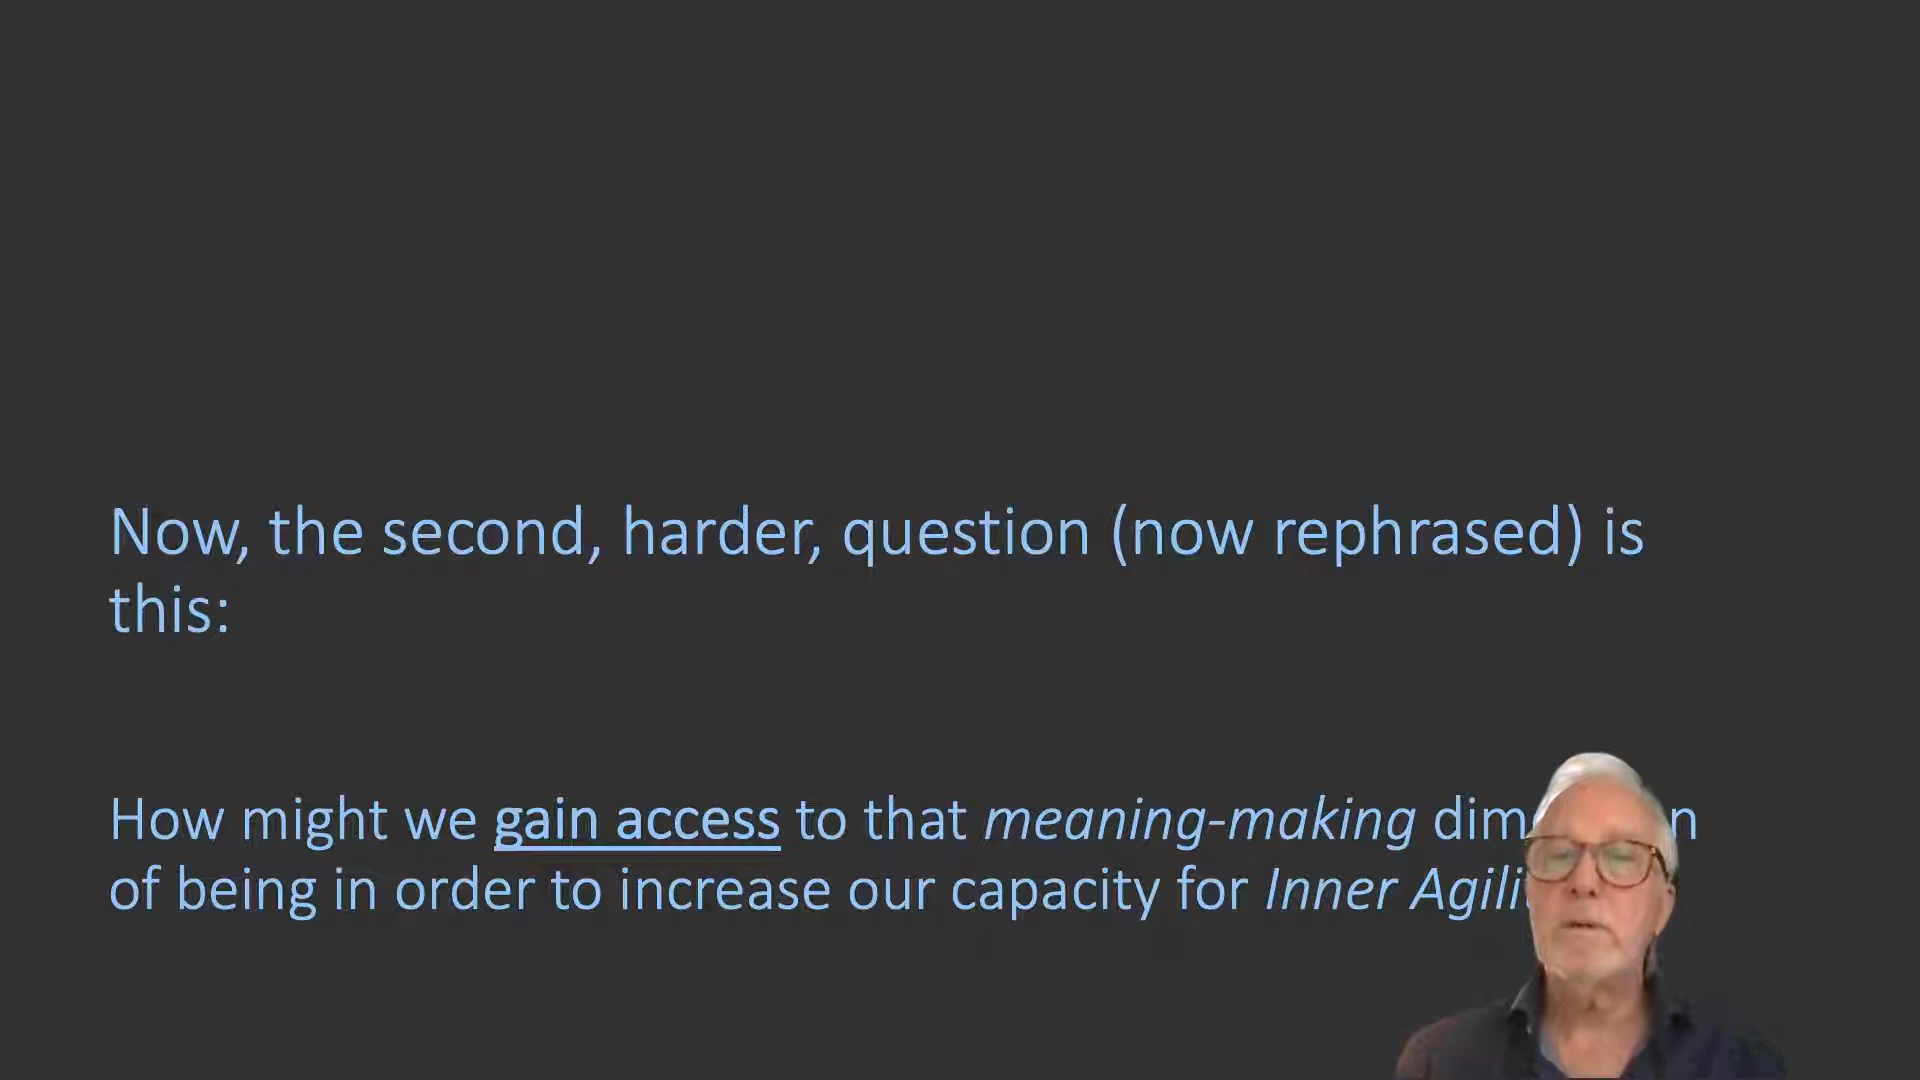 Now, the second, harder, question (now rephrased) is
this:
How might we gain access to that meaning-making
of being in order to increase our capacity for Inner